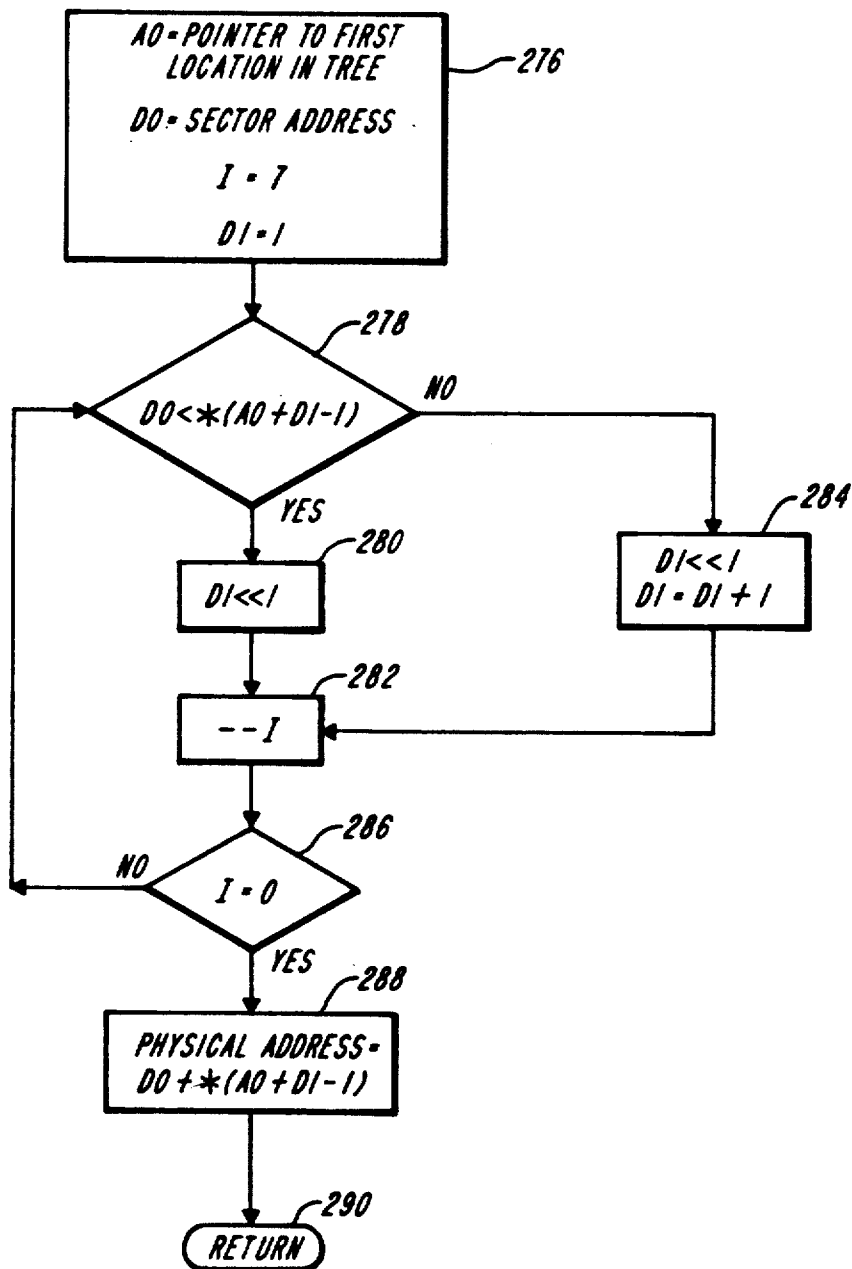 A0 = POINTER TO FIRST
LOCATION IN TREE
D0 = SECTOR ADDRESS
I = 7
D1 = 1
276
278
D0<*(A0+D1-1)
NO
YES
280
D1<<1
284
D1<<1
D1 = D1 + 1
282
--I
286
NO
I = 0
YES
288
PHYSICAL ADDRESS=
D0+*(A0+D1-1)
290
RETURN